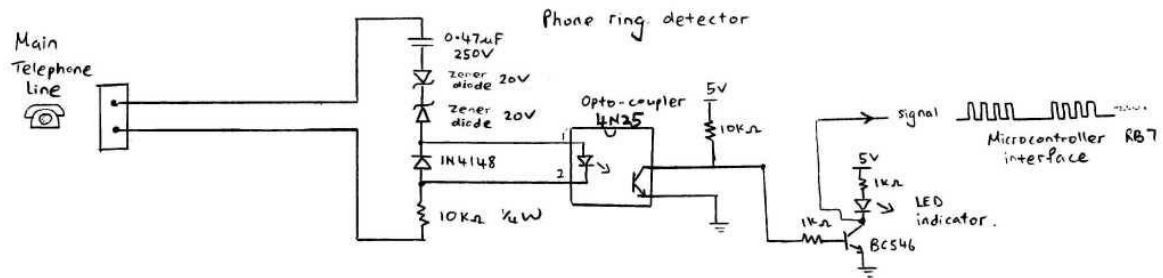 Phone ring detector
Main
Telephone
Line
0.47uF
250V
Zener
diode 20V
Zener
diode 20V
1N4148
10KΩ ¼W
Opto-coupler
4N25
1
2
5V
10KΩ
Signal
Microcontroller RB7
interface
5V
1KΩ
LED
indicator.
1KΩ
BC546